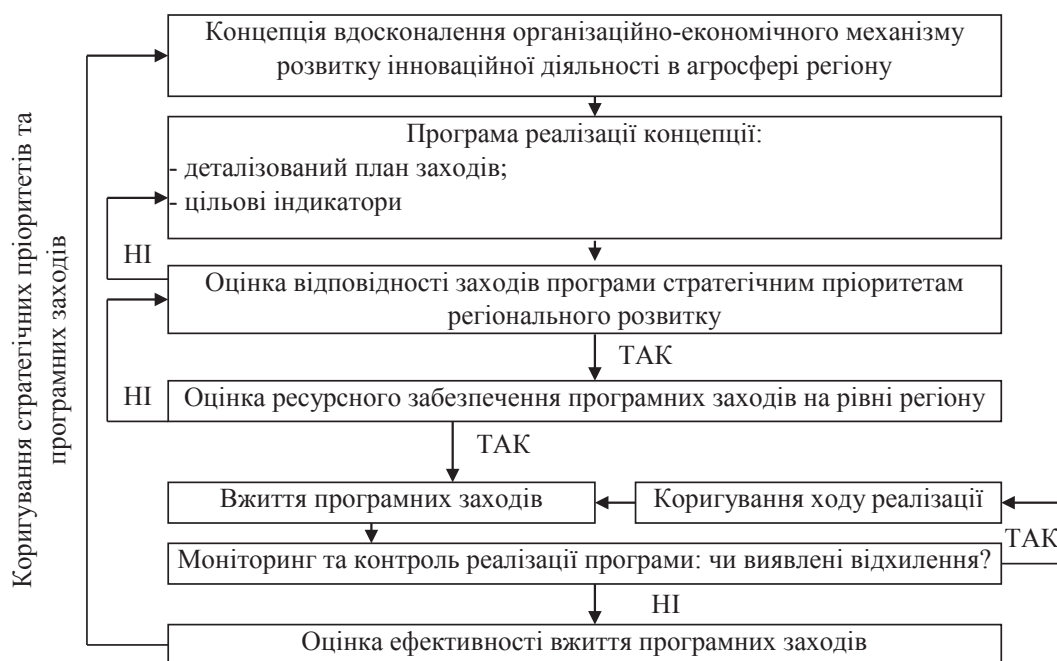 Концепція вдосконалення організаційно-економічного механізму
розвитку інноваційної діяльності в агросфері регіону
Програма реалізації концепції:
- деталізований план заходів;
- цільові індикатори
НІ
Оцінка відповідності заходів програми стратегічним пріоритетам
регіонального розвитку
ТАК
НІ
Оцінка ресурсного забезпечення програмних заходів на рівні регіону
ТАК
Вжиття програмних заходів
Коригування ходу реалізації
ТАК
Моніторинг та контроль реалізації програми: чи виявлені відхилення?
НІ
Оцінка ефективності вжиття програмних заходів
Коригування стратегічних пріоритетів та
програмних заходів